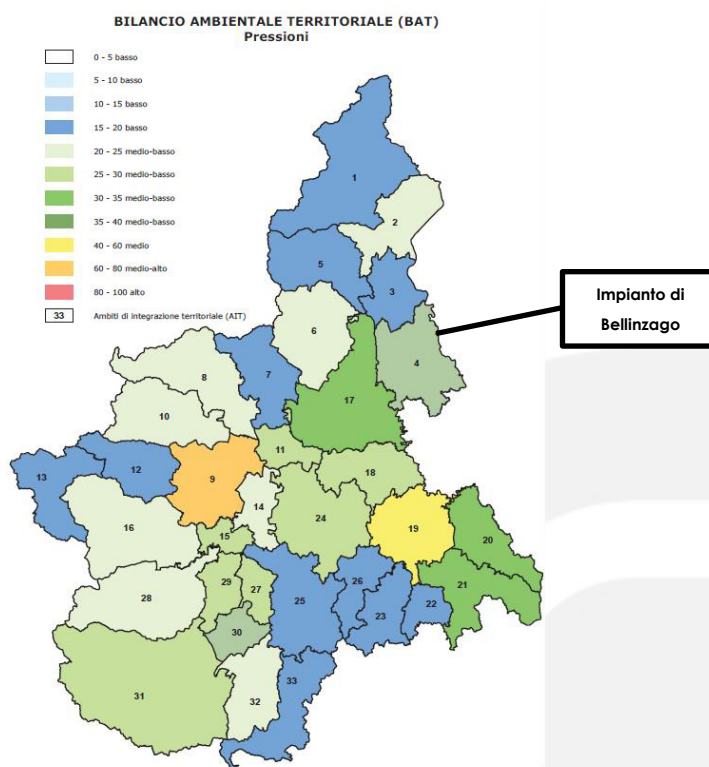 BILANCIO AMBIENTALE TERRITORIALE (BAT)
Pressioni
0 - 5 basso
5 - 10 basso
10 - 15 basso
15 - 20 basso
20 - 25 medio-basso
25 - 30 medio-basso
30 - 35 medio-basso
35 - 40 medio-basso
40 - 60 medio
60 - 80 medio-alto
80 - 100 alto
33 Ambiti di integrazione territoriale (AIT)
1
2
5
3
Impianto di
Bellinzago
6
4
8
7
17
10
11
12
13
9
18
14
24
16
19
15
20
21
29
27
26
28
25
22
23
30
33
31
32